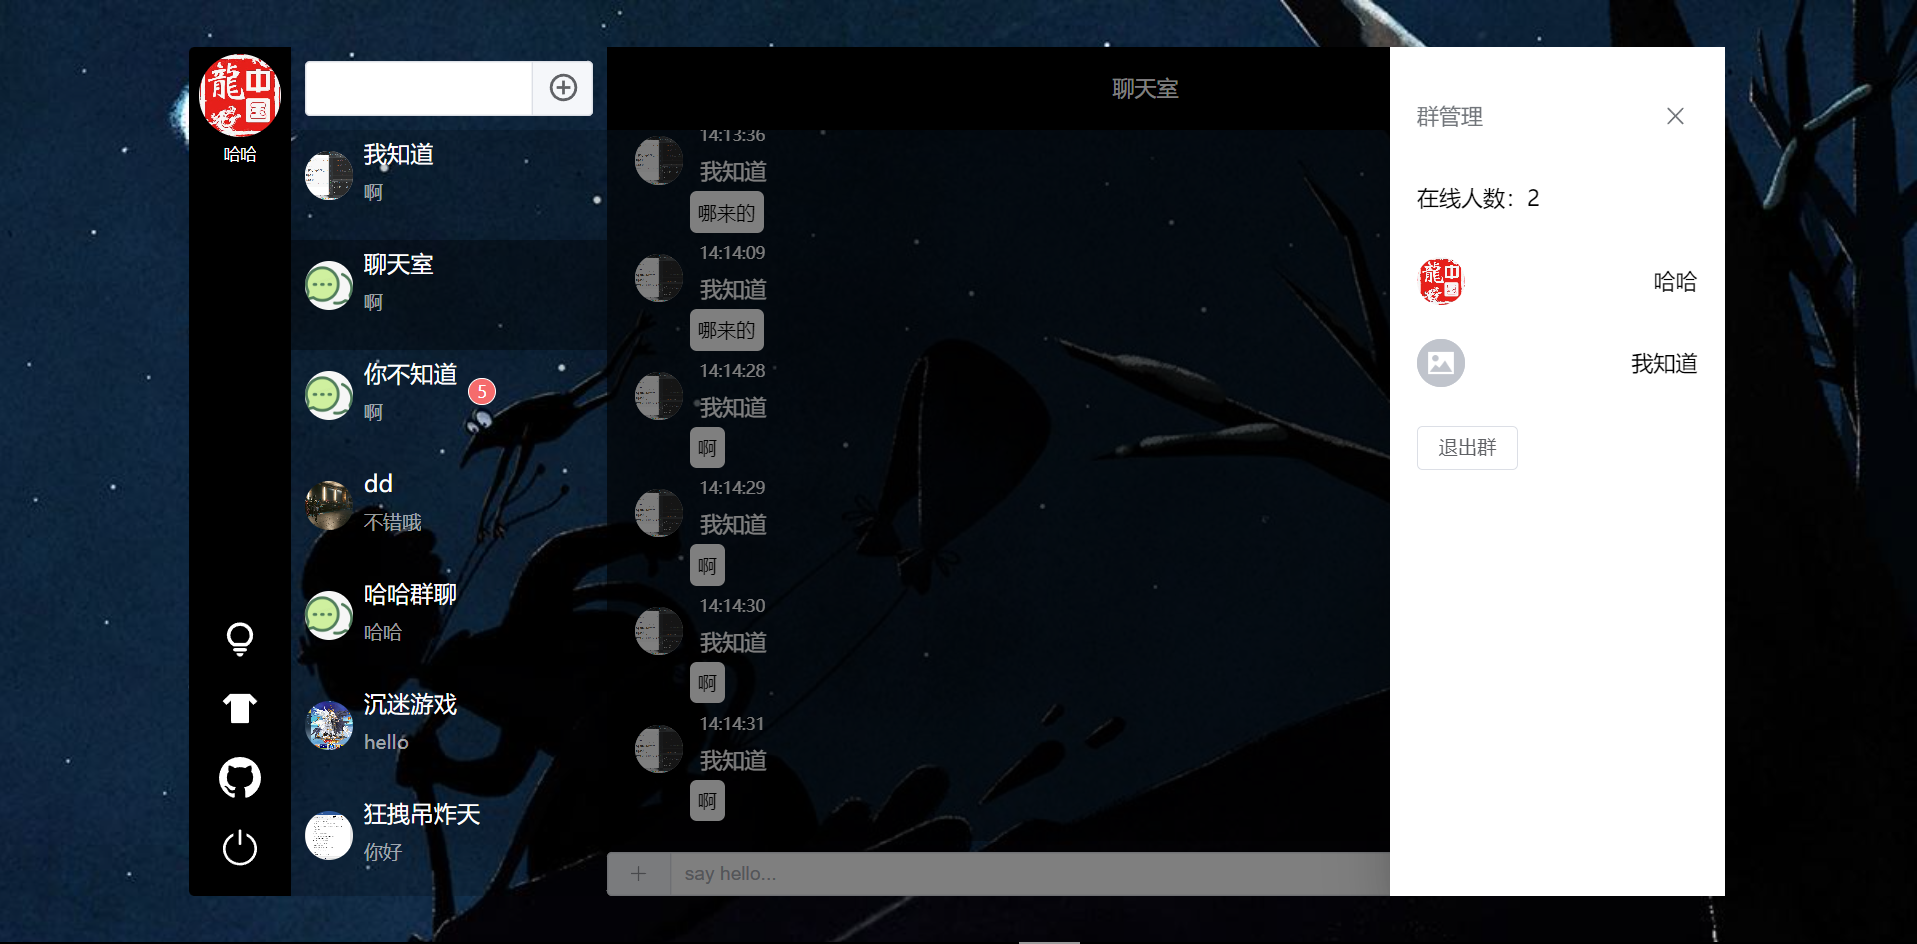 龍中国
哈哈
我知道
啊
聊天室
啊
你不知道
5
啊
dd
不错哦
哈哈群聊
哈哈
沉迷游戏
hello
狂拽吊炸天
你好
聊天室
14:13:36
我知道
哪来的
14:14:09
我知道
哪来的
14:14:28
我知道
啊
14:14:29
我知道
啊
14:14:30
我知道
啊
14:14:31
我知道
啊
say hello...
群管理
在线人数：2
龍中国
哈哈
我知道
退出群